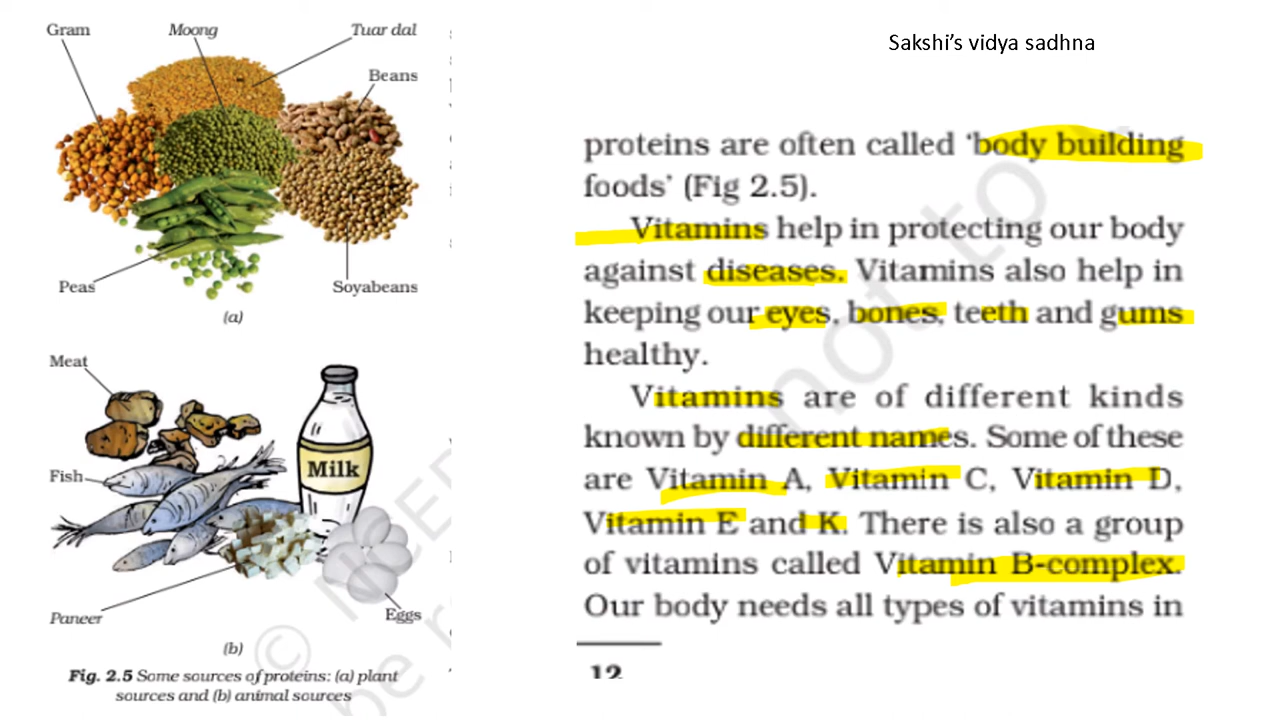 Gram
Moong
Tuar dal
Beans
Peas
Soyabeans
(a)
Meat
Fish
Milk
Paneer
Eggs
(b)
Fig. 2.5 Some sources of proteins: (a) plant
sources and (b) animal sources
Sakshi's vidya sadhna
proteins are often called 'body building
foods' (Fig 2.5).
Vitamins help in protecting our body
against diseases. Vitamins also help in
keeping our eyes, bones, teeth and gums
healthy.
Vitamins are of different kinds
known by different names. Some of these
are Vitamin A, Vitamin C, Vitamin D,
Vitamin E and K. There is also a group
of vitamins called Vitamin B-complex.
Our body needs all types of vitamins in
12
not to